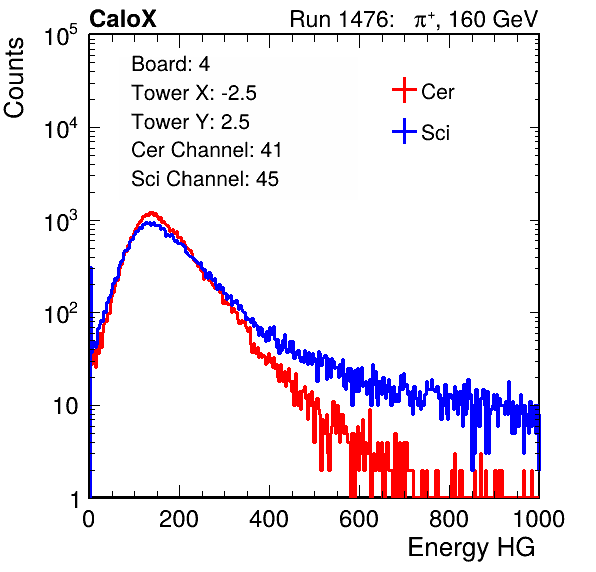 CaloX Run 1476: π⁺, 160 GeV
Counts
Board: 4
Tower X: -2.5
Tower Y: 2.5
Cer Channel: 41
Sci Channel: 45
Cer
Sci
10⁵
10⁴
10³
10²
10
1
0 200 400 600 800 1000
Energy HG